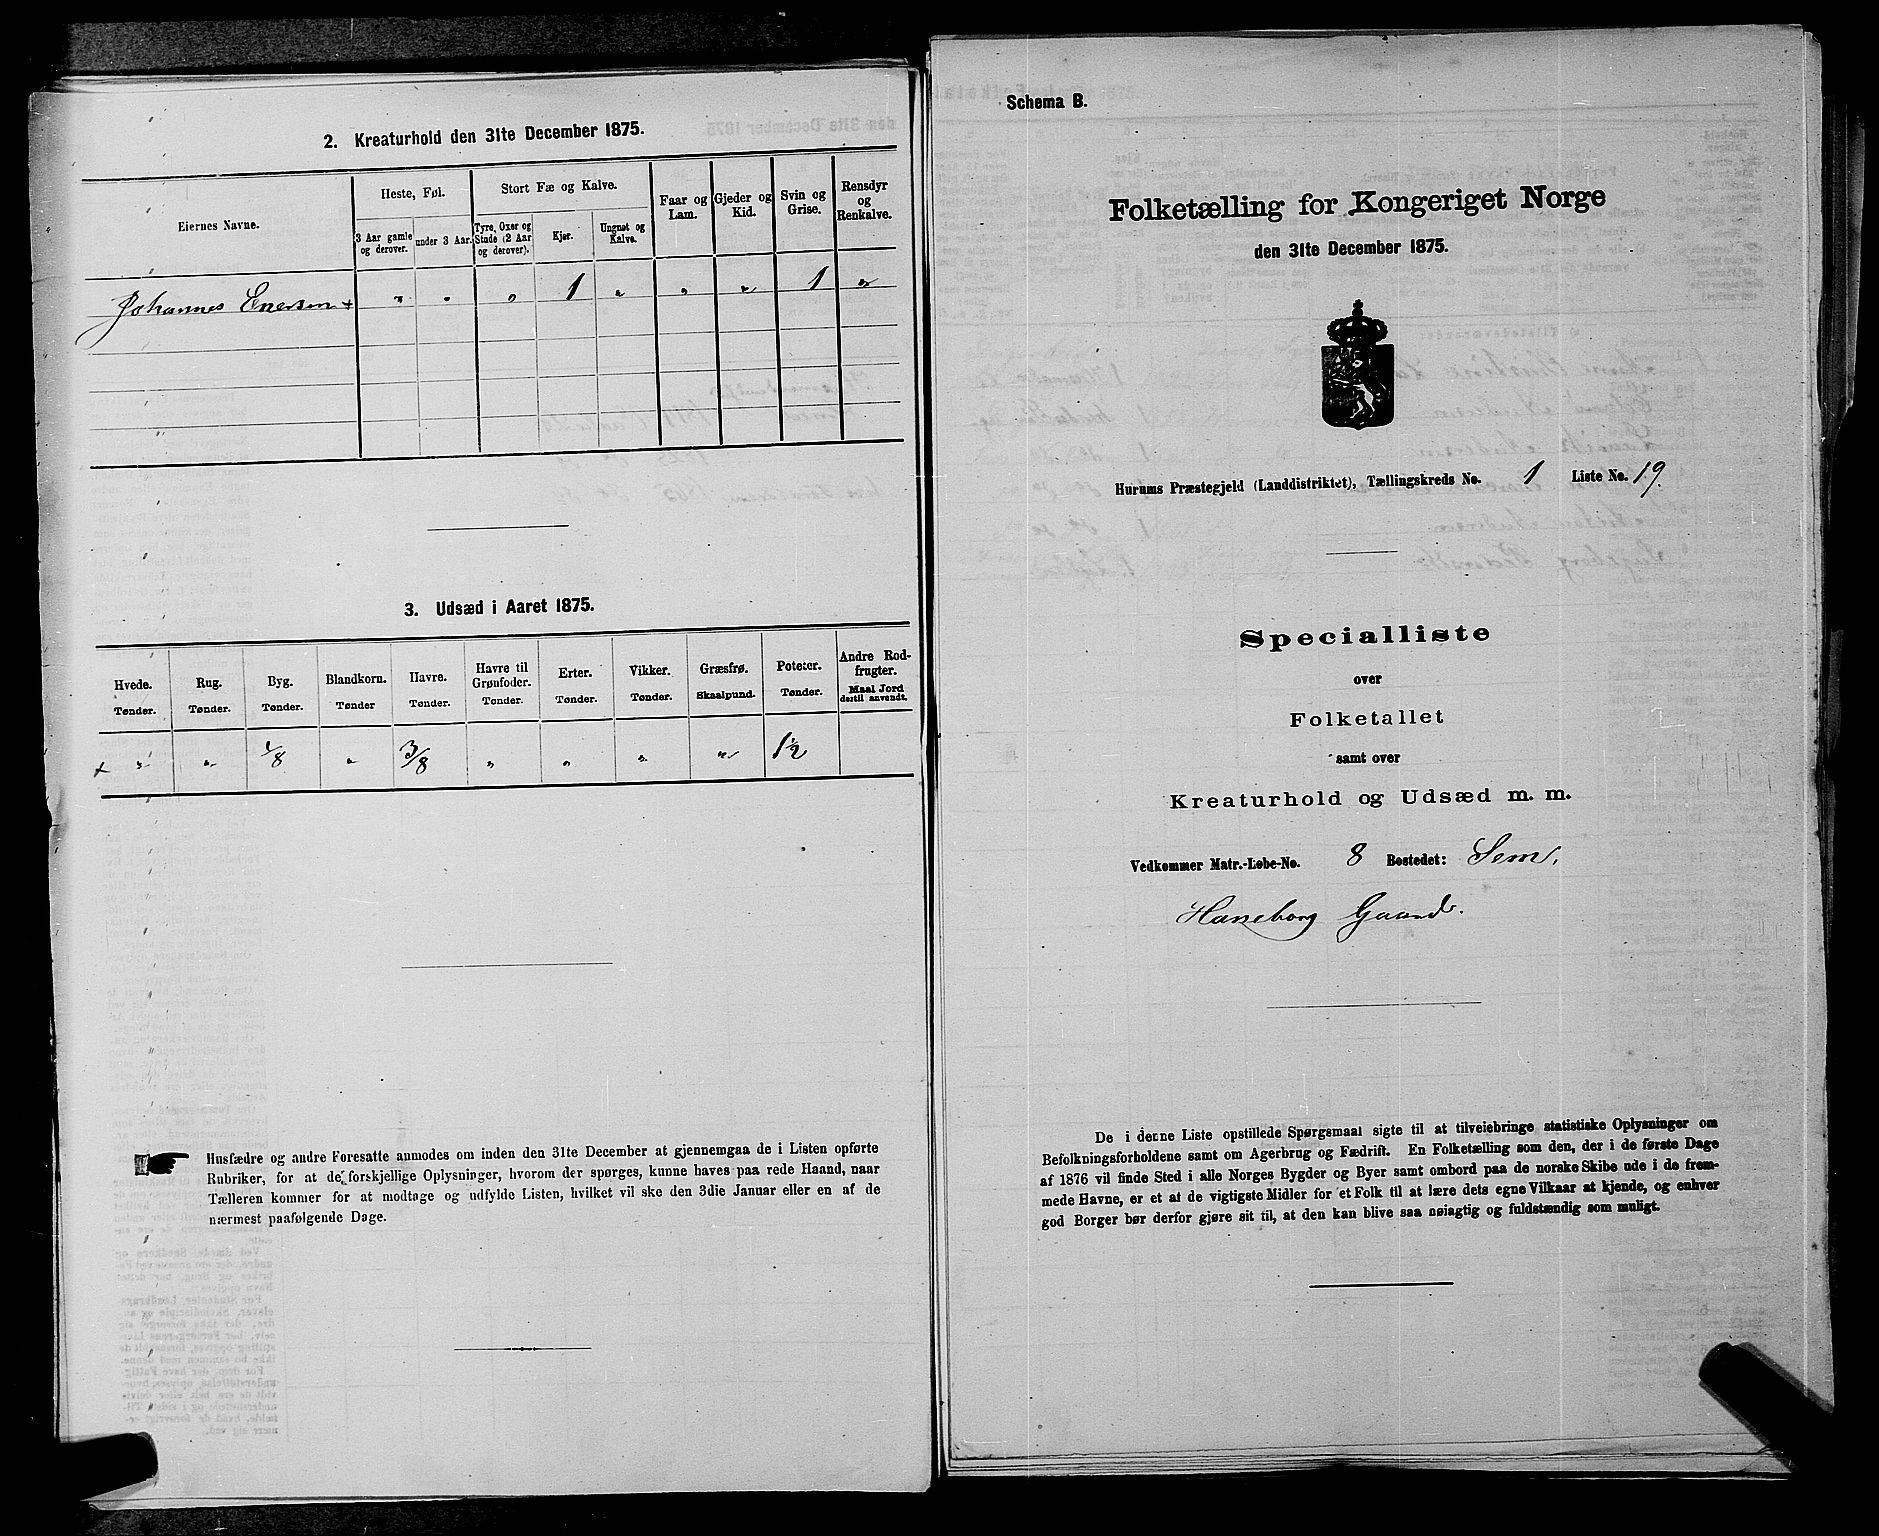 2. Kreaturhold den 31te December 1875.
Eiernes Navne.
Heste, Føl.
Stort Fæ og Kalve.
Faar og Lam.
Gjeder og Kid.
Svin og Grise.
Rensdyr og Renkalve.
3 Aar gamle og derover.
under 3 Aar.
Tyre, Oxer og Stude (2 Aar og derover).
Kjør.
Ungnøt og Kalve.
Johannes Enersen + " " " 1 " " " 1 "
3. Udsæd i Aaret 1875.
Hvede. Rug. Byg. Blandkorn. Havre. Havre til Grønfoder. Erter. Vikker. Græsfrø. Poteter. Andre Rodfrugter.
Tønder. Tønder. Tønder. Tønder Tønder. Tønder. Tønder. Tønder. Skaalpund. Tønder. Maal Jord dertil anvendt.
+ " " 1/8 " 3/8 " " " " 1½
Husfædre og andre Foresatte anmodes om inden den 31te December at gjennemgaa de i Listen opførte
Rubriker, for at de forskjellige Oplysninger, hvorom der spørges, kunne haves paa rede Haand, naar
Tælleren kommer for at modtage og udfylde Listen, hvilket vil ske den 3die Januar eller en af de
nærmest paafølgende Dage.
Schema B.
Folketælling for Kongeriget Norge
den 31te December 1875.
Hurums Præstegjeld (Landdistriktet), Tællingskreds No. 1 Liste No. 19.
Specialliste
over
Folketallet
samt over
Kreaturhold og Udsæd m. m.
Vedkommer Matr.-Løbe-No. 8 Bostedet: Sem,
Haneborg Gaard.
De i denne Liste opstillede Spørgsmaal sigte til at tilveiebringe statistiske Oplysninger om
Befolkningsforholdene samt om Agerbrug og Fædrift. En Folketælling som den, der i de første Dage
af 1876 vil finde Sted i alle Norges Bygder og Byer samt ombord paa de norske Skibe ude i de frem-
mede Havne, er et at de vigtigste Midler for et Folk til at lære dets egne Vilkaar at kjende, og enhver
god Borger bør derfor gjøre sit til, at den kan blive saa nøiagtig og fuldstændig som muligt.